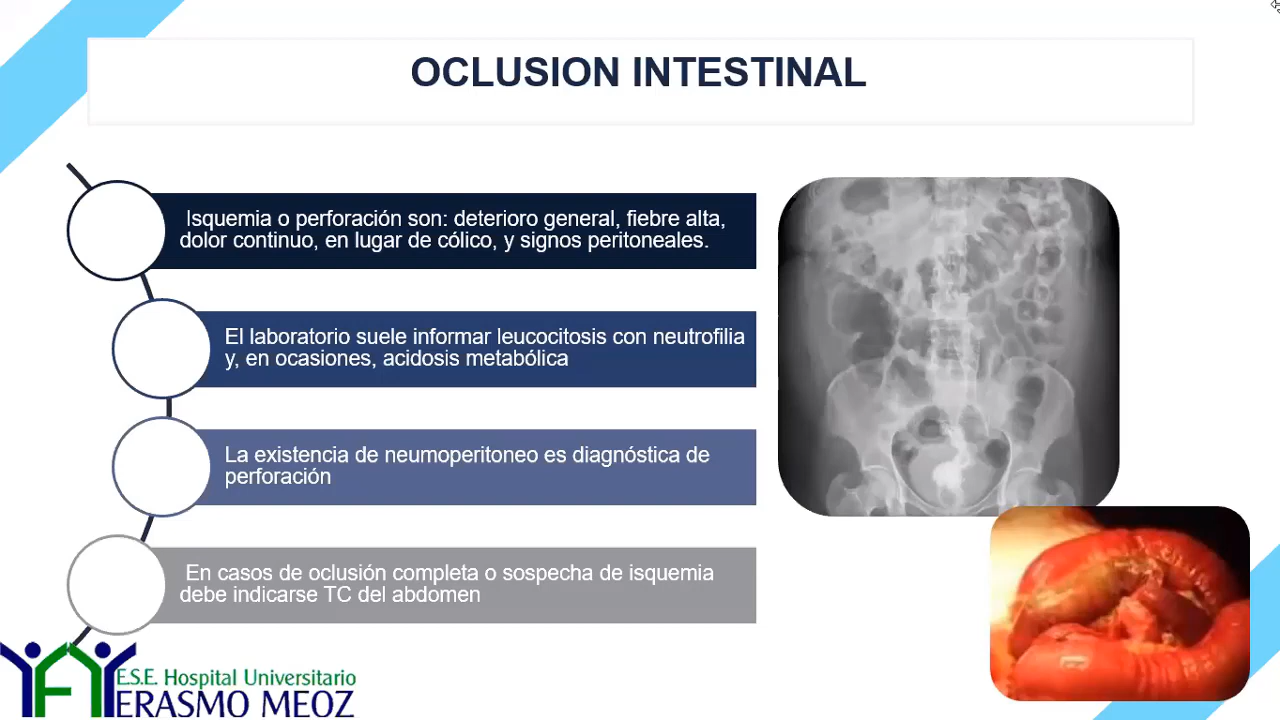 OCLUSION INTESTINAL
Isquemia o perforación son: deterioro general, fiebre alta,
dolor continuo, en lugar de cólico, y signos peritoneales.
El laboratorio suele informar leucocitosis con neutrofilia
y, en ocasiones, acidosis metabólica
La existencia de neumoperitoneo es diagnóstica de
perforación
En casos de oclusión completa o sospecha de isquemia
debe indicarse TC del abdomen
E.S.E. Hospital Universitario
ERASMO MEOZ